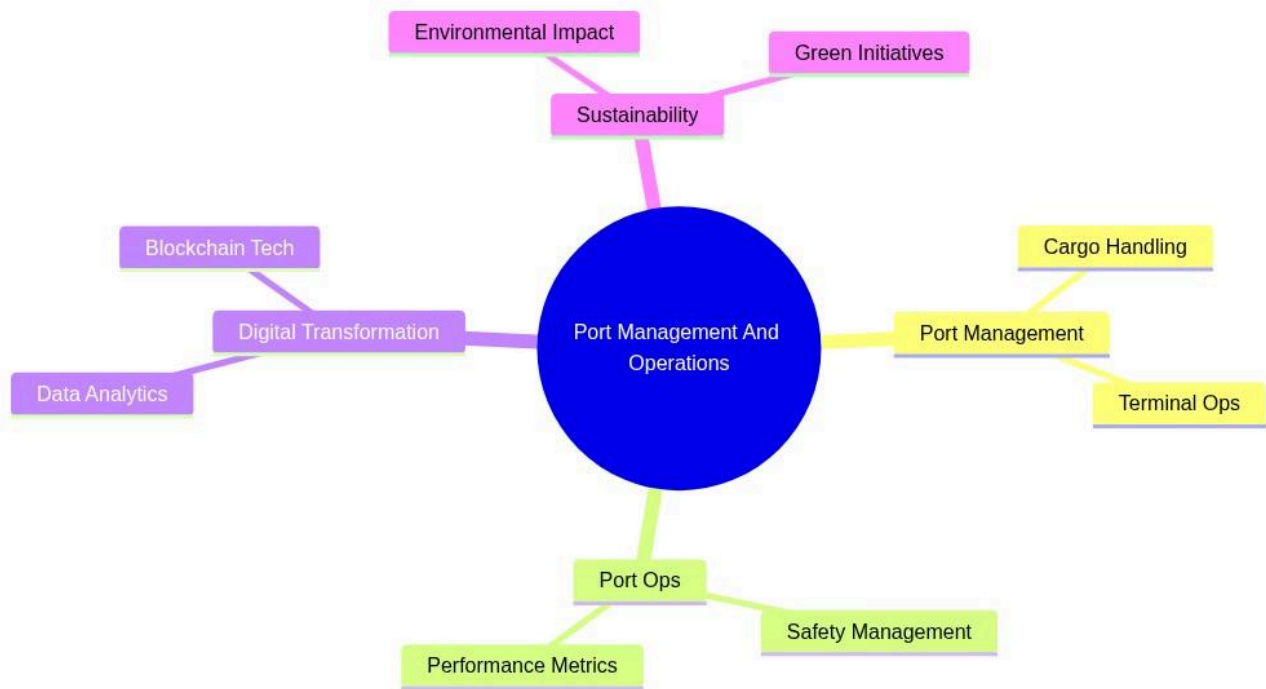 Environmental Impact
Green Initiatives
Sustainability
Blockchain Tech
Cargo Handling
Digital Transformation
Port Management And
Operations
Port Management
Data Analytics
Terminal Ops
Port Ops
Safety Management
Performance Metrics